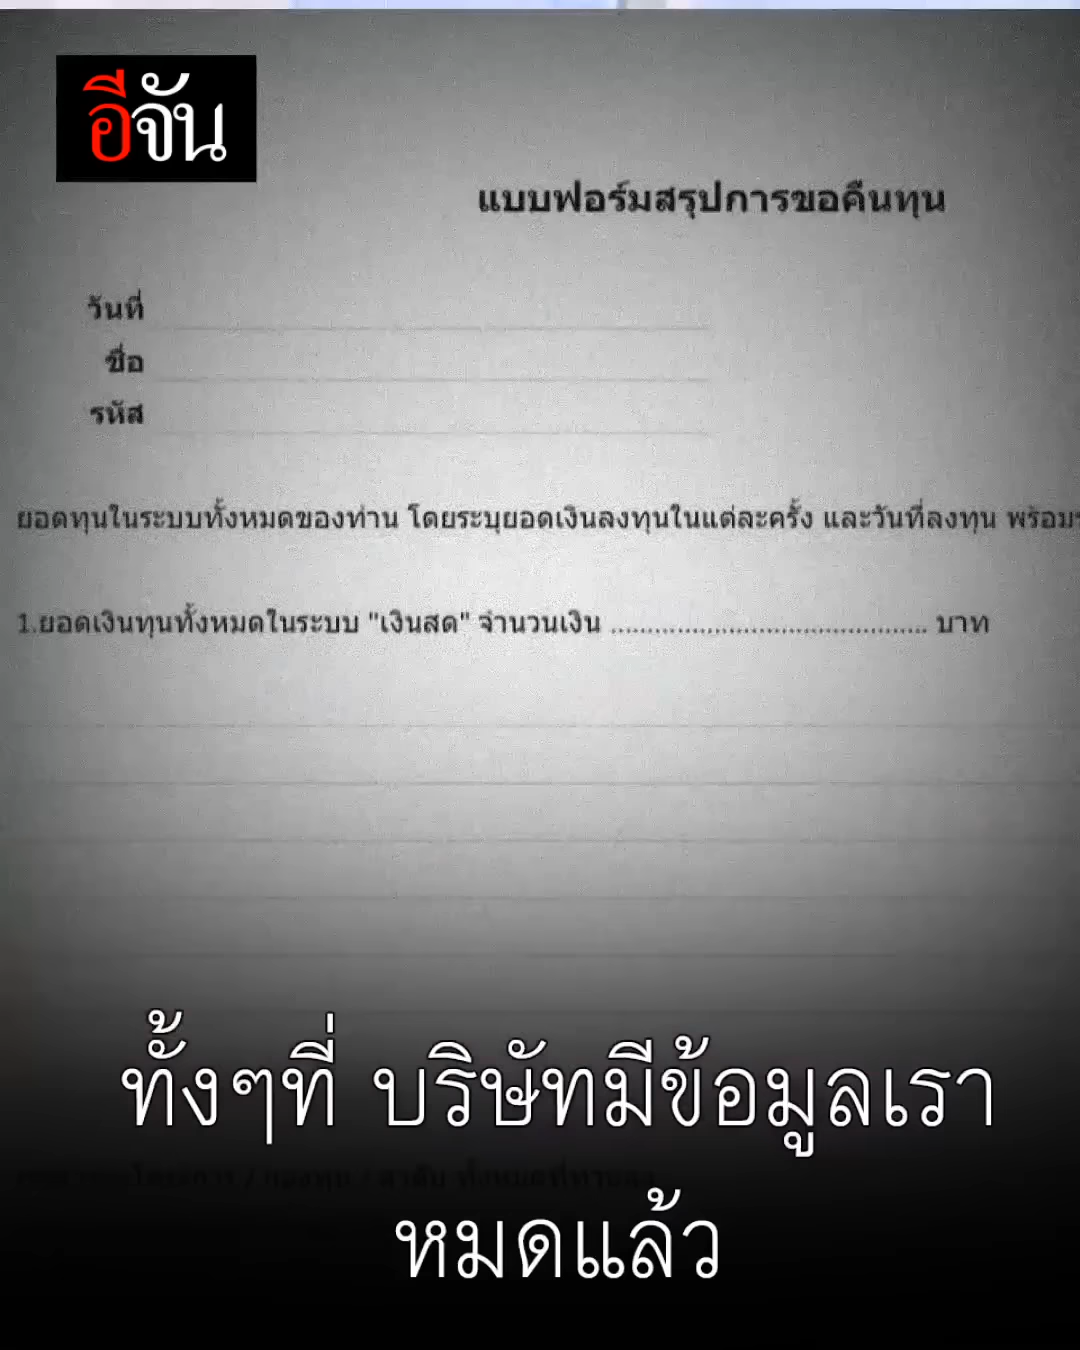 อีจัน
แบบฟอร์มสรุปการขอคืนทุน
วันที่
ชื่อ
รหัส
ยอดทุนในระบบทั้งหมดของท่าน โดยระบุยอดเงินลงทุนในแต่ละครั้ง และวันที่ลงทุน พร้อม
1.ยอดเงินทุนทั้งหมดในระบบ "เงินสด" จำนวนเงิน ........................................... บาท
ทั้งๆที่ บริษัทมีข้อมูลเรา
หมดแล้ว